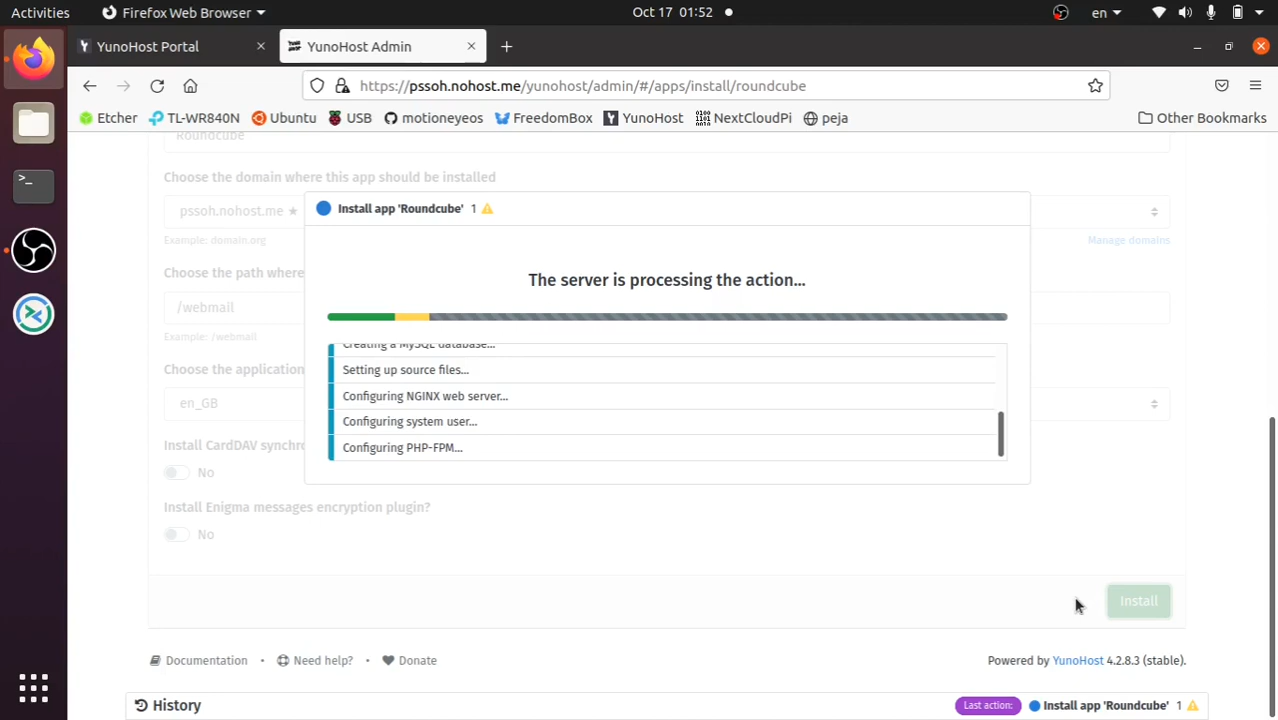 Activities
Firefox Web Browser
Oct 17 01:52
en
YunoHost Portal
YunoHost Admin
https://pssoh.nohost.me/yunohost/admin/#/apps/install/roundcube
Etcher
TL-WR840N
Ubuntu
USB
motioneyeos
FreedomBox
YunoHost
NextCloudPi
peja
Other Bookmarks
Roundcube
Choose the domain where this app should be installed
pssoh.nohost.me ★
Example: domain.org
Manage domains
Install app 'Roundcube' 1
Choose the path where
/webmail
Example: /webmail
The server is processing the action...
Creating a MySQL database...
Setting up source files...
Configuring NGINX web server...
Configuring system user...
Configuring PHP-FPM...
Choose the application
en_GB
Install CardDAV synchro
No
Install Enigma messages encryption plugin?
No
Install
Documentation • Need help? • Donate
Powered by YunoHost 4.2.8.3 (stable).
History
Last action: Install app 'Roundcube' 1